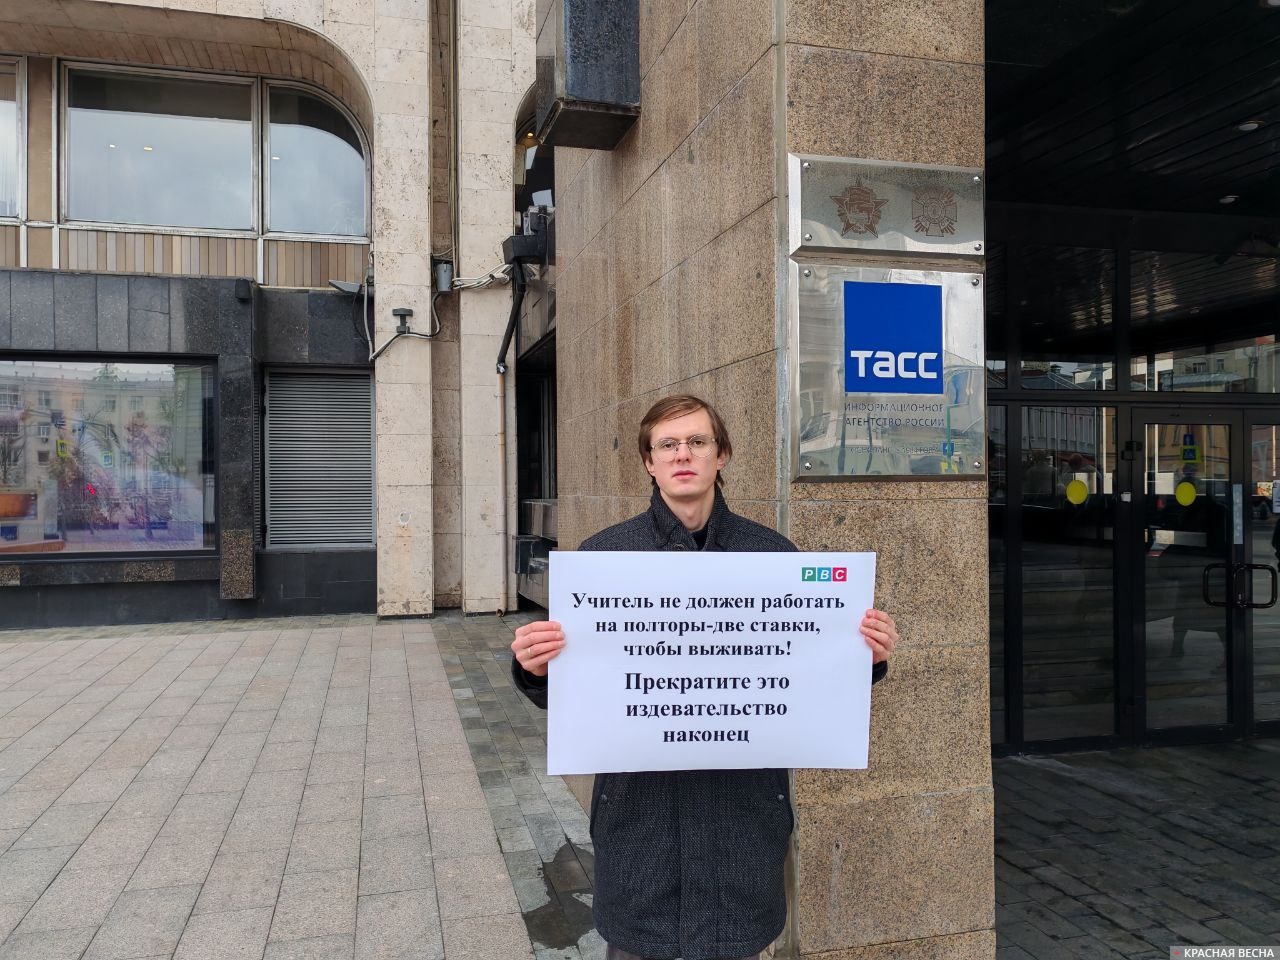 тасс
ИНФОРМАЦИОННОЕ
АГЕНТСТВО РОССИИ
РВС
Учитель не должен работать
на полторы-две ставки,
чтобы выживать!
Прекратите это
издевательство
наконец
КРАСНАЯ ВЕСНА